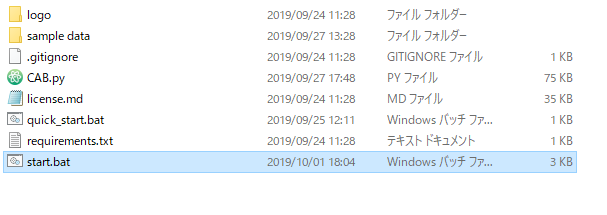 logo 2019/09/24 11:28 ファイル フォルダー
sample data 2019/09/27 13:28 ファイル フォルダー
.gitignore 2019/09/24 11:28 GITIGNORE ファイル 1 KB
CAB.py 2019/09/27 17:48 PY ファイル 75 KB
license.md 2019/09/24 11:28 MD ファイル 35 KB
quick_start.bat 2019/09/25 12:11 Windows バッチ ファ... 1 KB
requirements.txt 2019/09/24 11:28 テキスト ドキュメント 1 KB
start.bat 2019/10/01 18:04 Windows バッチ ファ... 3 KB